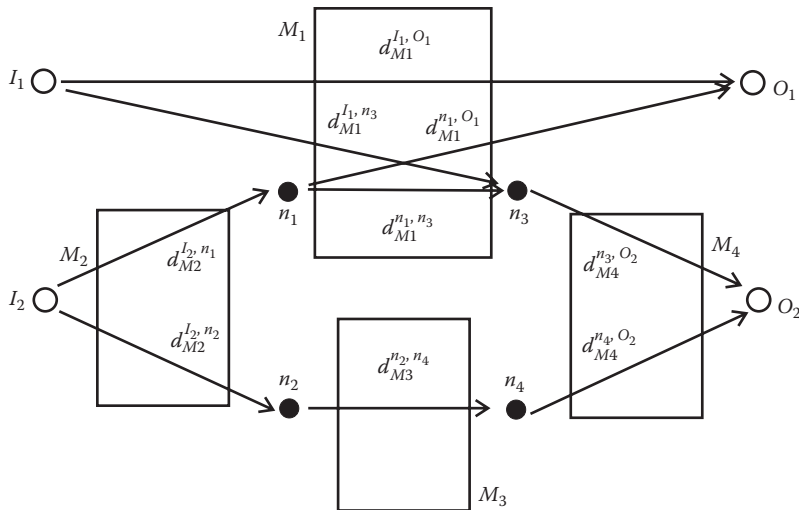 M₁
d_{M1}^{I₁, O₁}
I₁
O₁
d_{M1}^{I₁, n₃}
d_{M1}^{n₁, O₁}
n₁
n₃
d_{M1}^{n₁, n₃}
M₂
d_{M2}^{I₂, n₁}
d_{M4}^{n₃, O₂}
M₄
I₂
O₂
d_{M2}^{I₂, n₂}
d_{M4}^{n₄, O₂}
n₂
d_{M3}^{n₂, n₄}
n₄
M₃